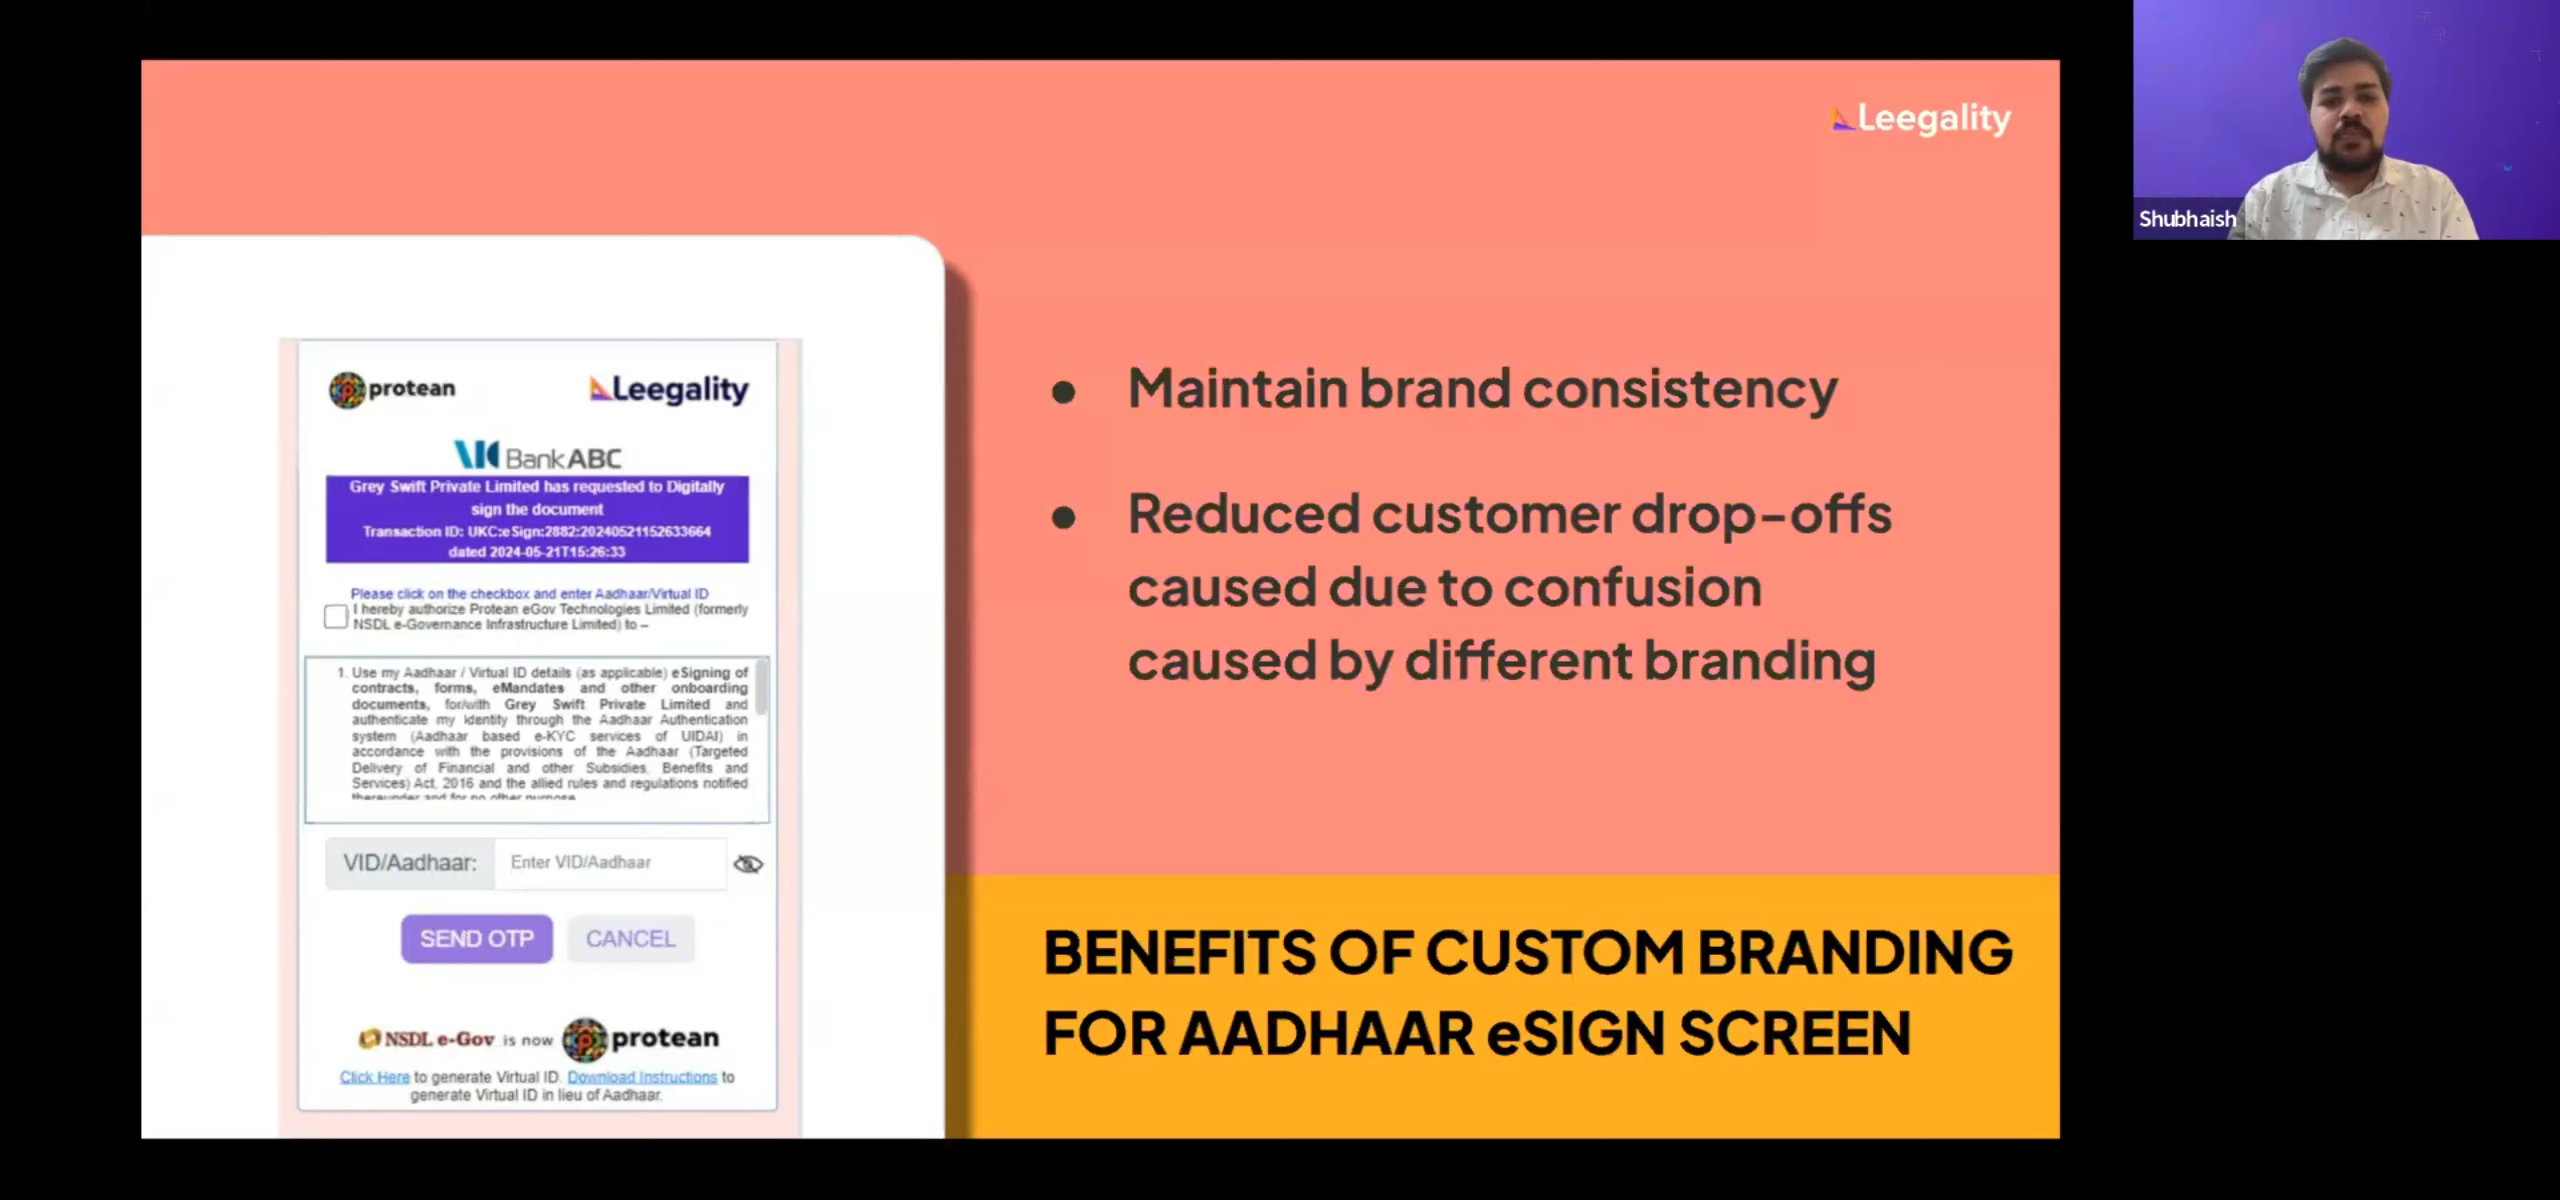 Leegality
Shubhaish
protean
Leegality
Bank ABC
Grey Swift Private Limited has requested to Digitally
sign the document
Transaction ID: UKC:eSign:2882:20240521152633664
dated 2024-05-21T15:26:33
Please click on the checkbox and enter Aadhaar/Virtual ID
I hereby authorize Protean eGov Technologies Limited (formerly
NSDL e-Governance Infrastructure Limited) to –
1. Use my Aadhaar / Virtual ID details (as applicable) eSigning of
contracts, forms, eMandates and other onboarding
documents, for/with Grey Swift Private Limited and
authenticate my identity through the Aadhaar Authentication
system (Aadhaar based e-KYC services of UIDAI) in
accordance with the provisions of the Aadhaar (Targeted
Delivery of Financial and other Subsidies, Benefits and
Services) Act, 2016 and the allied rules and regulations notified
thereunder and for no other purpose.
VID/Aadhaar:
Enter VID/Aadhaar
SEND OTP
CANCEL
NSDL e-Gov is now protean
Click Here to generate Virtual ID. Download Instructions to
generate Virtual ID in lieu of Aadhaar.
• Maintain brand consistency
• Reduced customer drop-offs
caused due to confusion
caused by different branding
BENEFITS OF CUSTOM BRANDING
FOR AADHAAR eSIGN SCREEN